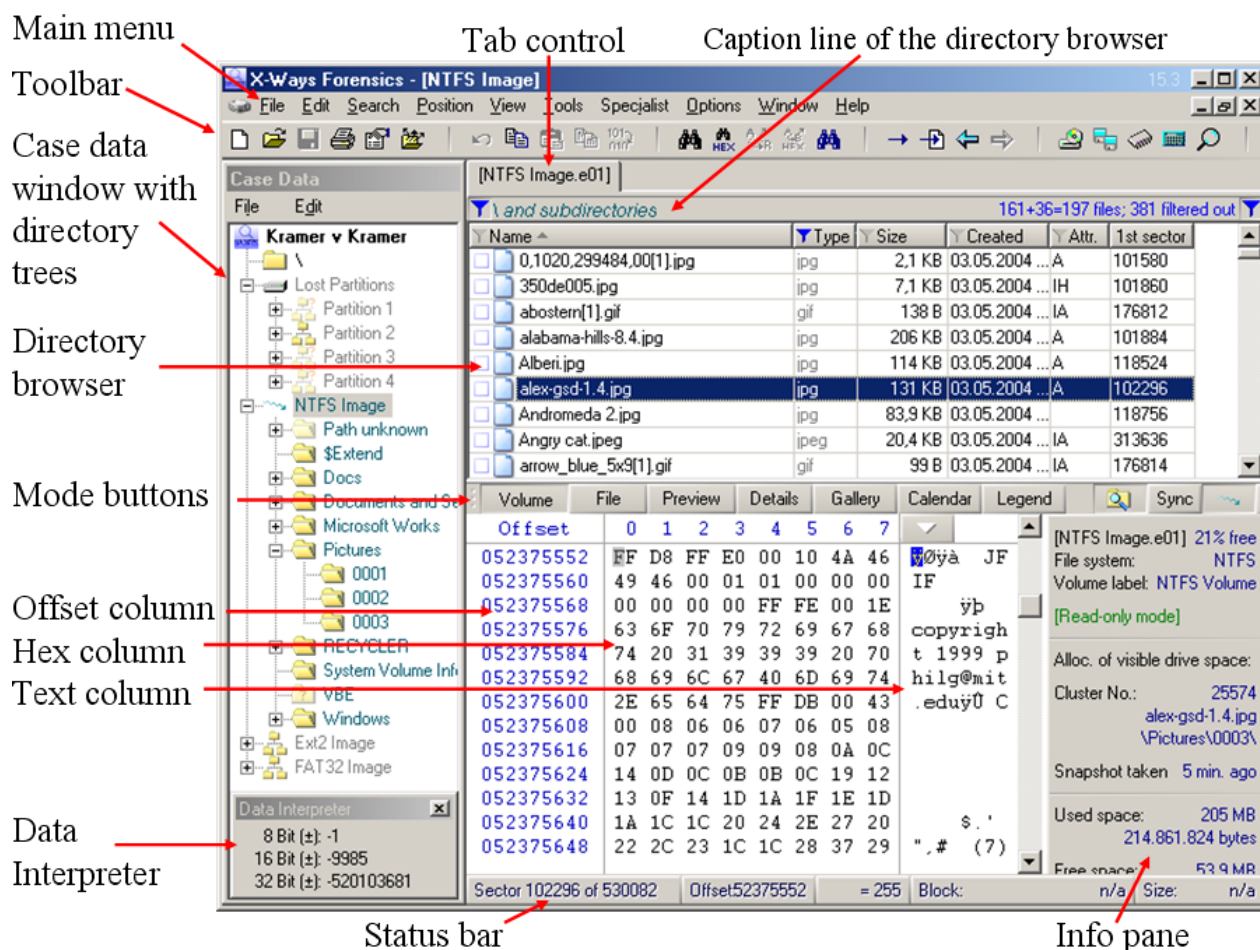 Main menu
Tab control
Caption line of the directory browser
Toolbar
Case data
window with
directory
trees
Directory
browser
Mode buttons
Offset column
Hex column
Text column
Data
Interpreter
Status bar
Info pane
X-Ways Forensics - [NTFS Image]
15.3
File Edit Search Position View Tools Specialist Options Window Help
Case Data
File Edit
Kramer v Kramer
\
Lost Partitions
Partition 1
Partition 2
Partition 3
Partition 4
NTFS Image
Path unknown
$Extend
Docs
Documents and Se
Microsoft Works
Pictures
0001
0002
0003
RECYCLER
System Volume Info
VBE
Windows
Ext2 Image
FAT32 Image
Data Interpreter
8 Bit (±): -1
16 Bit (±): -9985
32 Bit (±): -520103681
[NTFS Image.e01]
\ and subdirectories 161+36=197 files; 381 filtered out
Name Type Size Created Attr. 1st sector
0,1020,299484,00[1].jpg jpg 2,1 KB 03.05.2004 ... A 101580
350de005.jpg jpg 7,1 KB 03.05.2004 ... IH 101860
abostern[1].gif gif 138 B 03.05.2004 ... IA 176812
alabama-hills-8.4.jpg jpg 206 KB 03.05.2004 ... A 101884
Alberi.jpg jpg 114 KB 03.05.2004 ... A 118524
alex-gsd-1.4.jpg jpg 131 KB 03.05.2004 ... A 102296
Andromeda 2.jpg jpg 83,9 KB 03.05.2004 ... 118756
Angry cat.jpeg jpeg 20,4 KB 03.05.2004 ... IA 313636
arrow_blue_5x9[1].gif gif 99 B 03.05.2004 ... IA 176814
Volume File Preview Details Gallery Calendar Legend Sync
Offset 0 1 2 3 4 5 6 7
052375552 FF D8 FF E0 00 10 4A 46 ÿØÿà JF
052375560 49 46 00 01 01 00 00 00 IF
052375568 00 00 00 00 FF FE 00 1E ÿþ
052375576 63 6F 70 79 72 69 67 68 copyrigh
052375584 74 20 31 39 39 39 20 70 t 1999 p
052375592 68 69 6C 67 40 6D 69 74 hilg@mit
052375600 2E 65 64 75 FF DB 00 43 .eduÿÛ C
052375608 00 08 06 06 07 06 05 08
052375616 07 07 07 09 09 08 0A 0C
052375624 14 0D 0C 0B 0B 0C 19 12
052375632 13 0F 14 1D 1A 1F 1E 1D
052375640 1A 1C 1C 20 24 2E 27 20 $.'
052375648 22 2C 23 1C 1C 28 37 29 ",# (7)
[NTFS Image.e01] 21% free
File system: NTFS
Volume label: NTFS Volume
[Read-only mode]
Alloc. of visible drive space:
Cluster No.: 25574
alex-gsd-1.4.jpg
\Pictures\0003\
Snapshot taken 5 min. ago
Used space: 205 MB
214.861.824 bytes
Free space: 53,9 MB
Sector 102296 of 530082 Offset52375552 = 255 Block: n/a Size: n/a